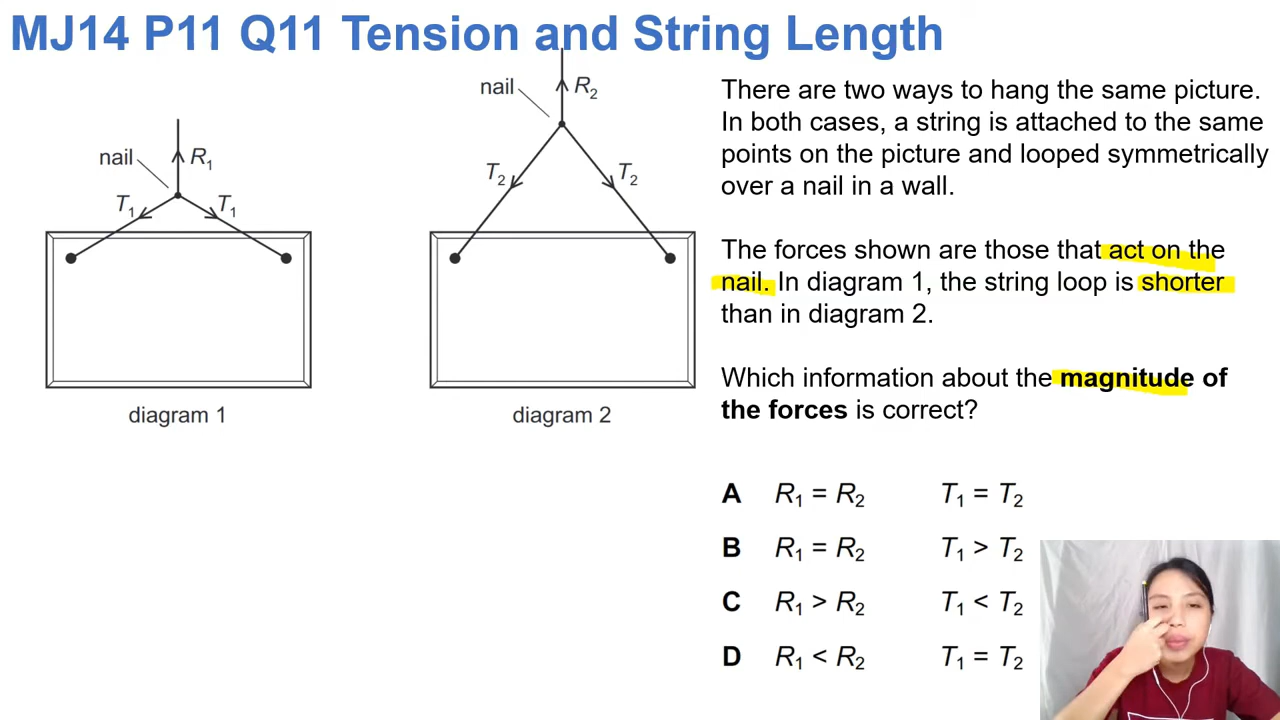 MJ14 P11 Q11 Tension and String Length
nail
R2
nail
R1
T2
T2
T1
T1
diagram 1
diagram 2
There are two ways to hang the same picture.
In both cases, a string is attached to the same
points on the picture and looped symmetrically
over a nail in a wall.
The forces shown are those that act on the
nail. In diagram 1, the string loop is shorter
than in diagram 2.
Which information about the magnitude of
the forces is correct?
A R1 = R2 T1 = T2
B R1 = R2 T1 > T2
C R1 > R2 T1 < T2
D R1 < R2 T1 = T2